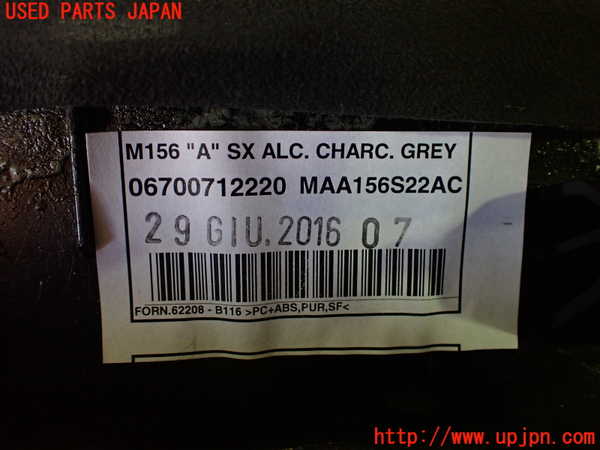 USED PARTS JAPAN
M156 "A" SX ALC. CHARC. GREY
06700712220 MAA156S22AC
29 GIU. 2016 07
FORN.62208 - B116 >PC+ABS,PUR,SF<
http://www.upjpn.com